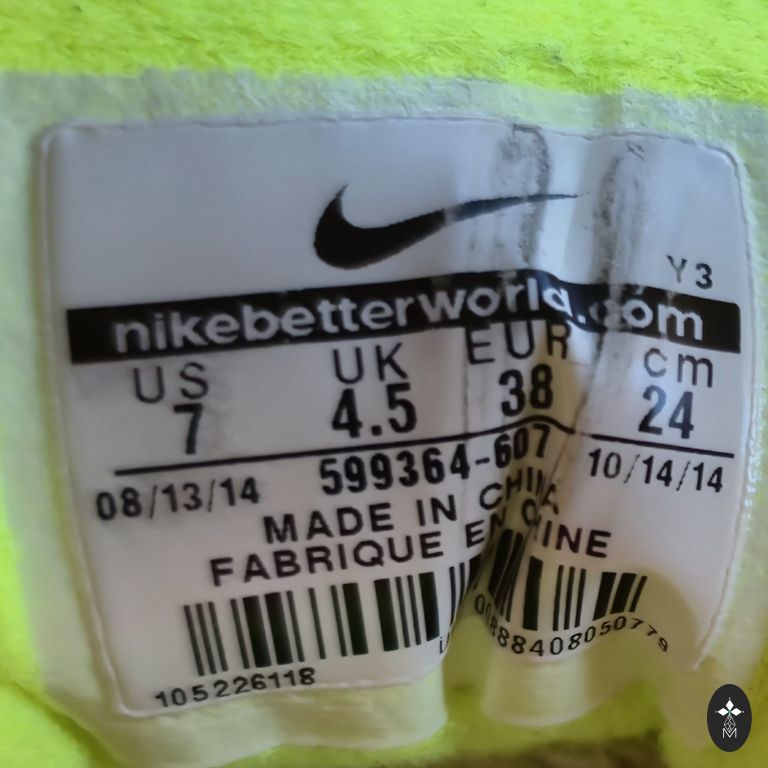 Y3
nikebetterworld.com
US UK EUR cm
7 4.5 38 24
08/13/14 599364-607 10/14/14
MADE IN CHINA
FABRIQUE EN CHINE
105226118
M